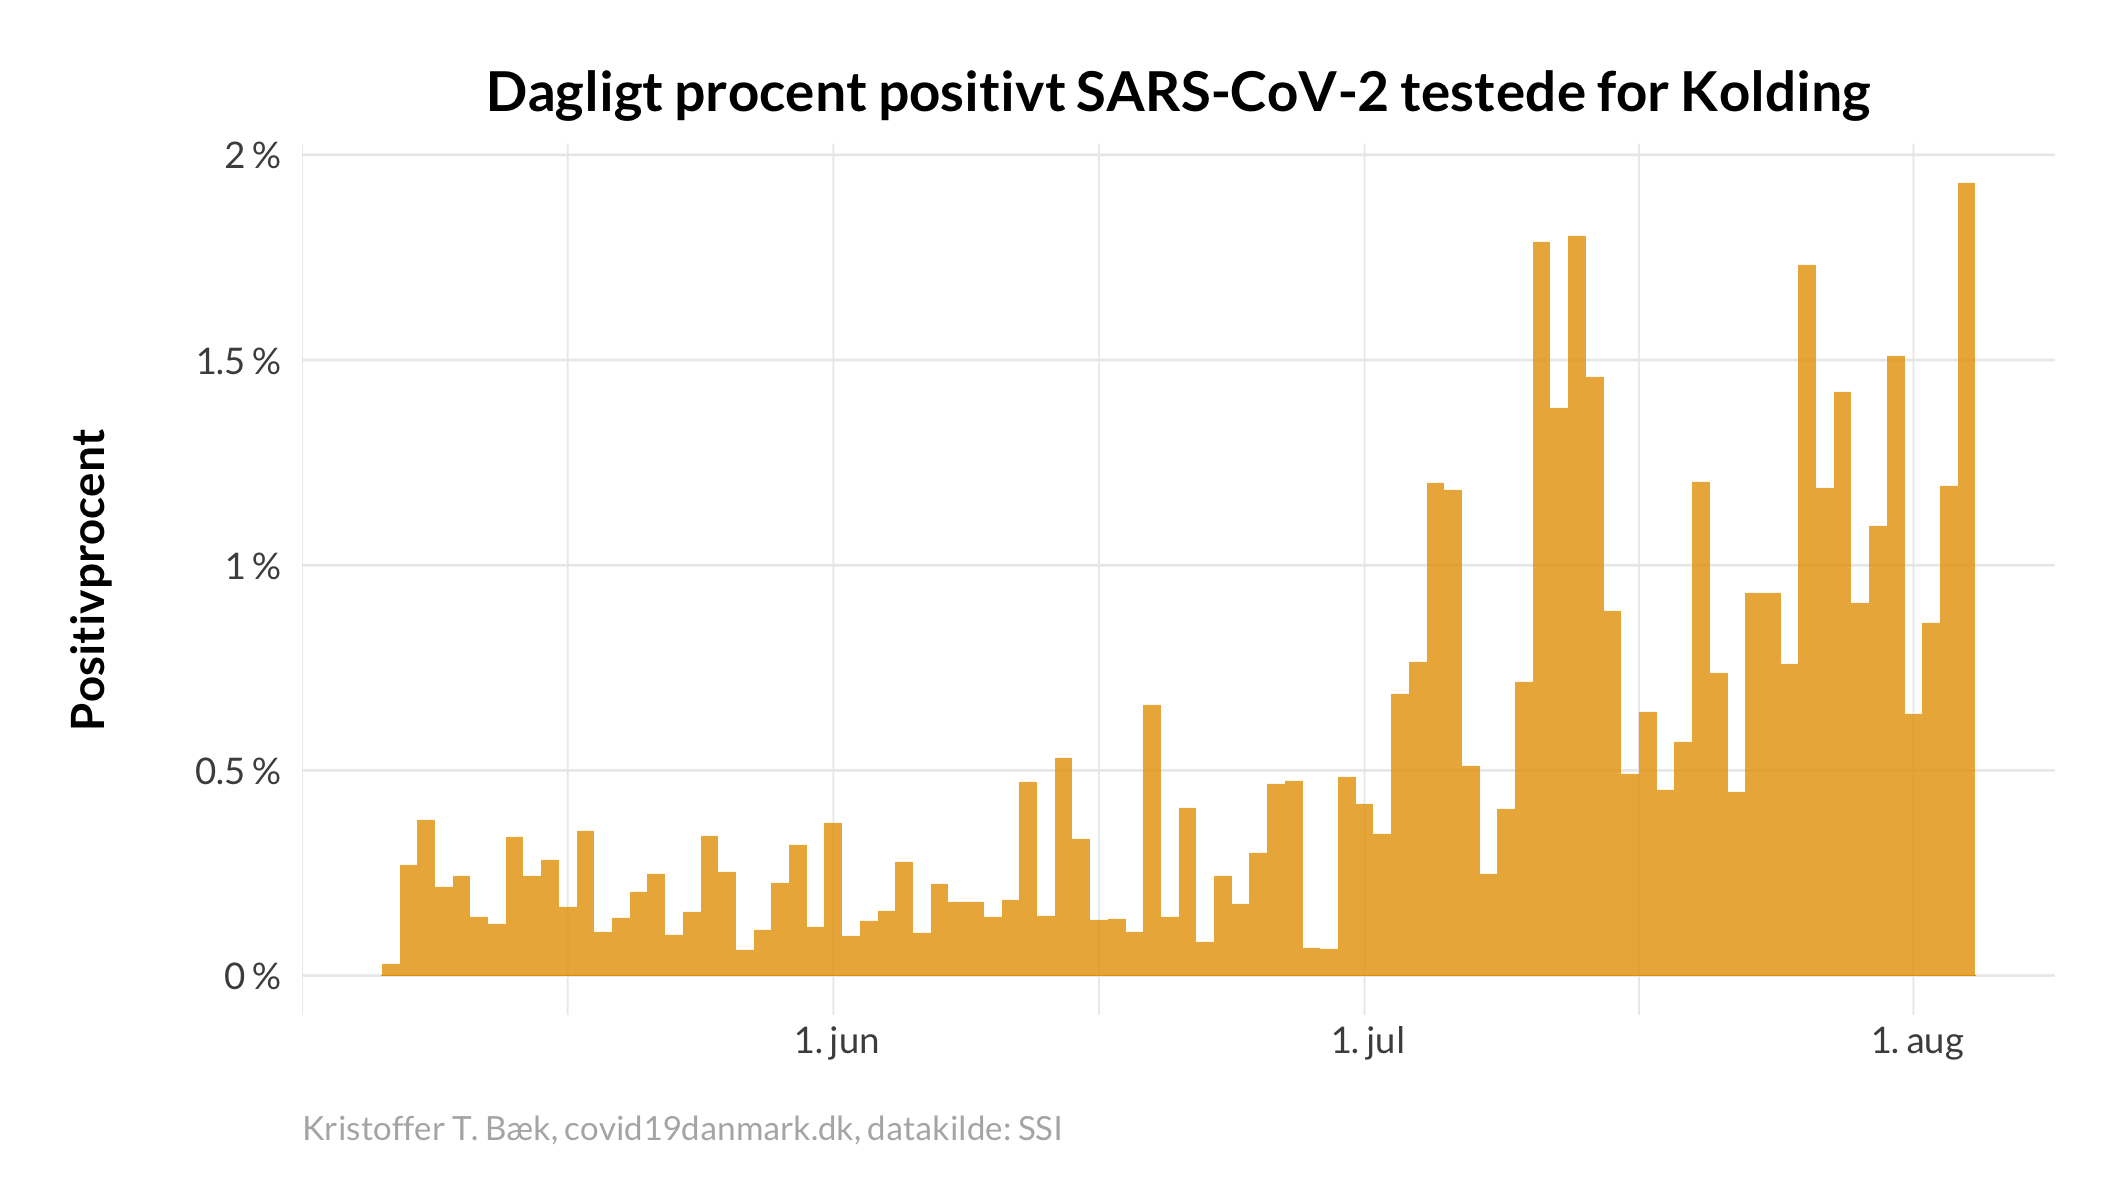 Dagligt procent positivt SARS-CoV-2 testede for Kolding
Positivprocent
2 %
1.5 %
1 %
0.5 %
0 %
1. jun
1. jul
1. aug
Kristoffer T. Bæk, covid19danmark.dk, datakilde: SSI